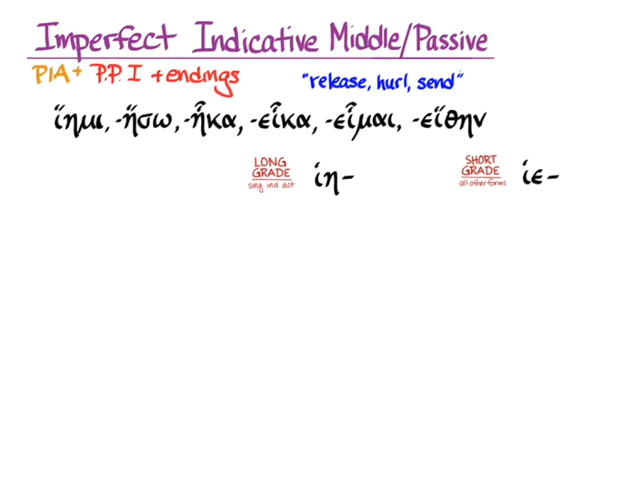 Imperfect Indicative Middle/Passive
PIA + P.P. I + endings "release, hurl, send"
ἵημι, -ἥσω, -ἧκα, -εἷκα, -εἷμαι, -εἵθην
LONG GRADE sing ind act ἱη- SHORT GRADE all other forms ἱε-